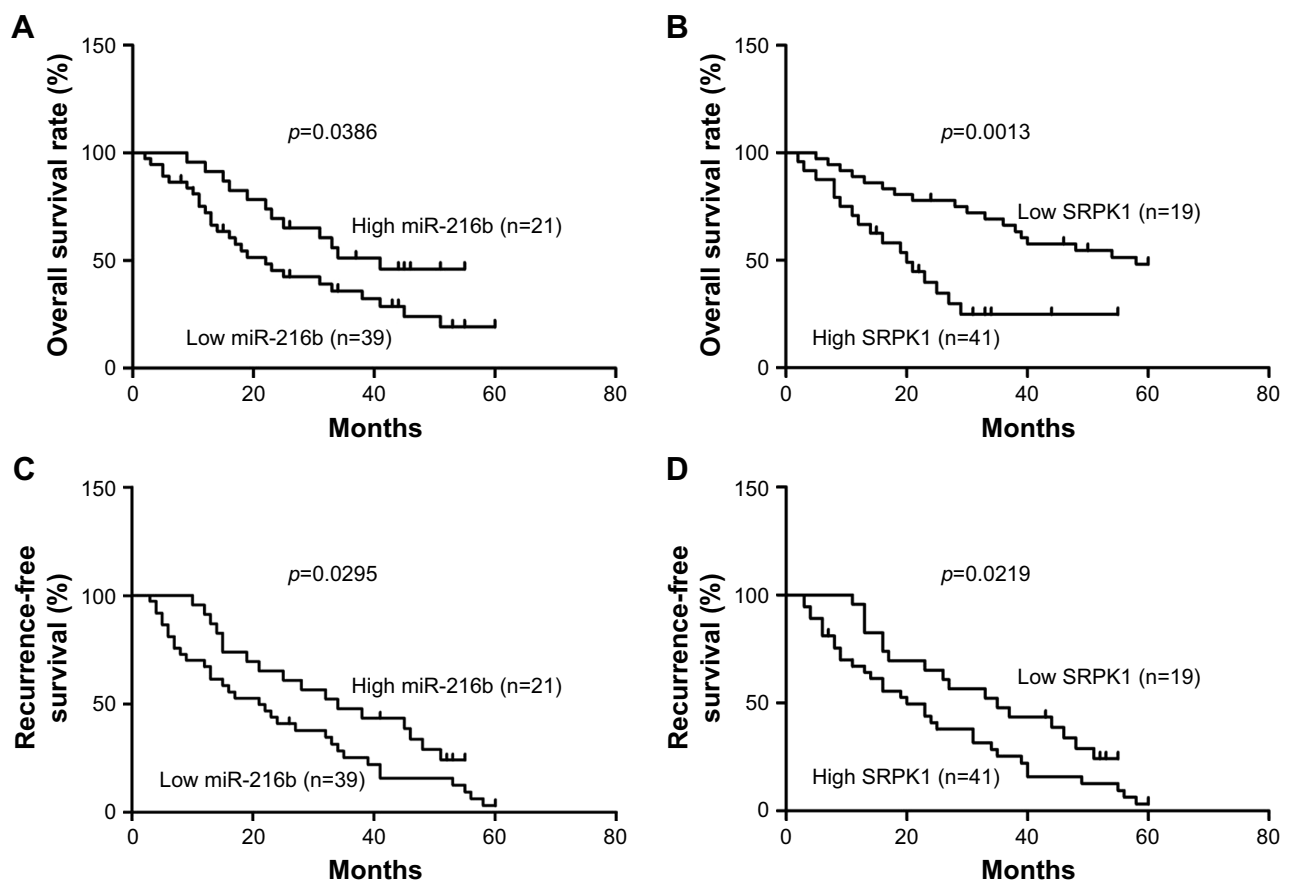 A
Overall survival rate (%)
150
100
50
0
p=0.0386
High miR-216b (n=21)
Low miR-216b (n=39)
0 20 40 60 80
Months
B
Overall survival rate (%)
150
100
50
0
p=0.0013
Low SRPK1 (n=19)
High SRPK1 (n=41)
0 20 40 60 80
Months
C
Recurrence-free
survival (%)
150
100
50
0
p=0.0295
High miR-216b (n=21)
Low miR-216b (n=39)
0 20 40 60 80
Months
D
Recurrence-free
survival (%)
150
100
50
0
p=0.0219
Low SRPK1 (n=19)
High SRPK1 (n=41)
0 20 40 60 80
Months